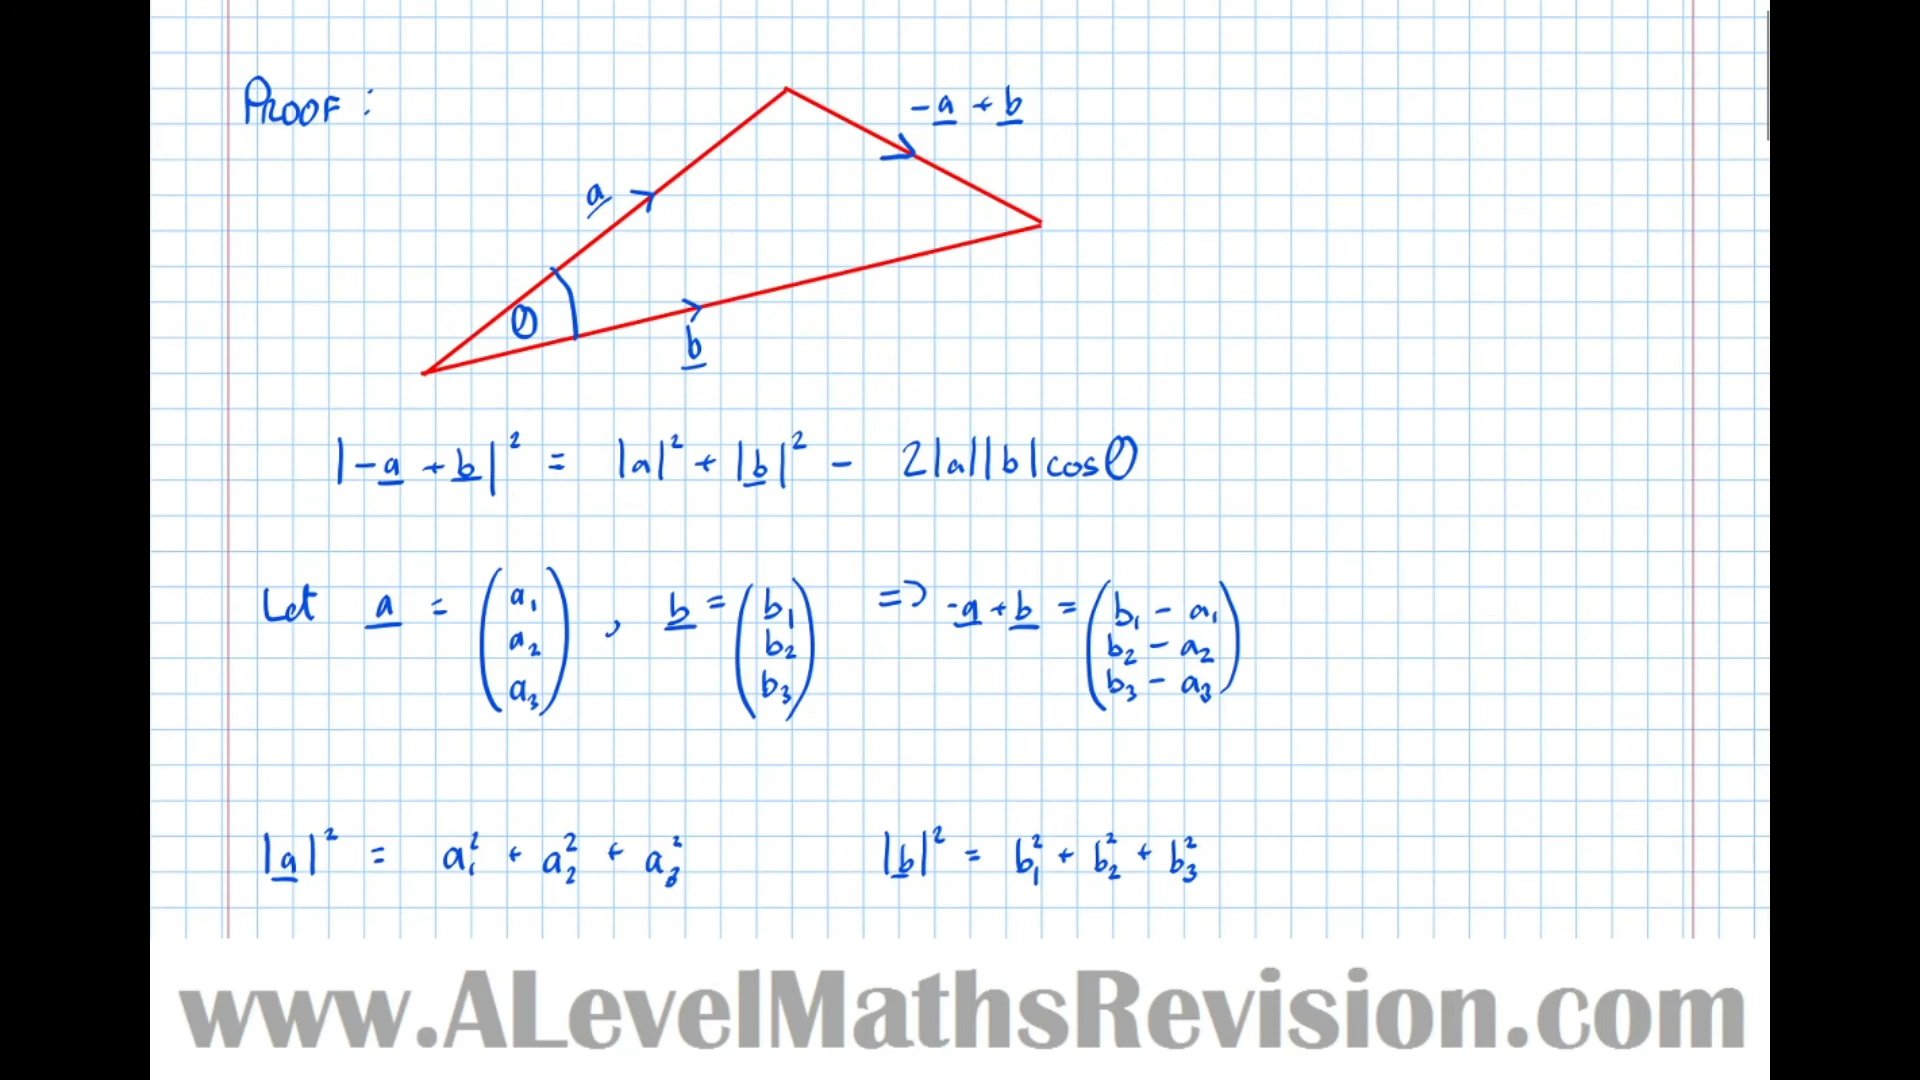 PROOF :
-a + b
a
θ
b
|-a + b|² = |a|² + |b|² - 2|a||b|cosθ
Let a = (a₁ a₂ a₃) , b = (b₁ b₂ b₃) => -a + b = (b₁ - a₁ b₂ - a₂ b₃ - a₃)
|a|² = a₁² + a₂² + a₃² |b|² = b₁² + b₂² + b₃²
www.ALevelMathsRevision.com